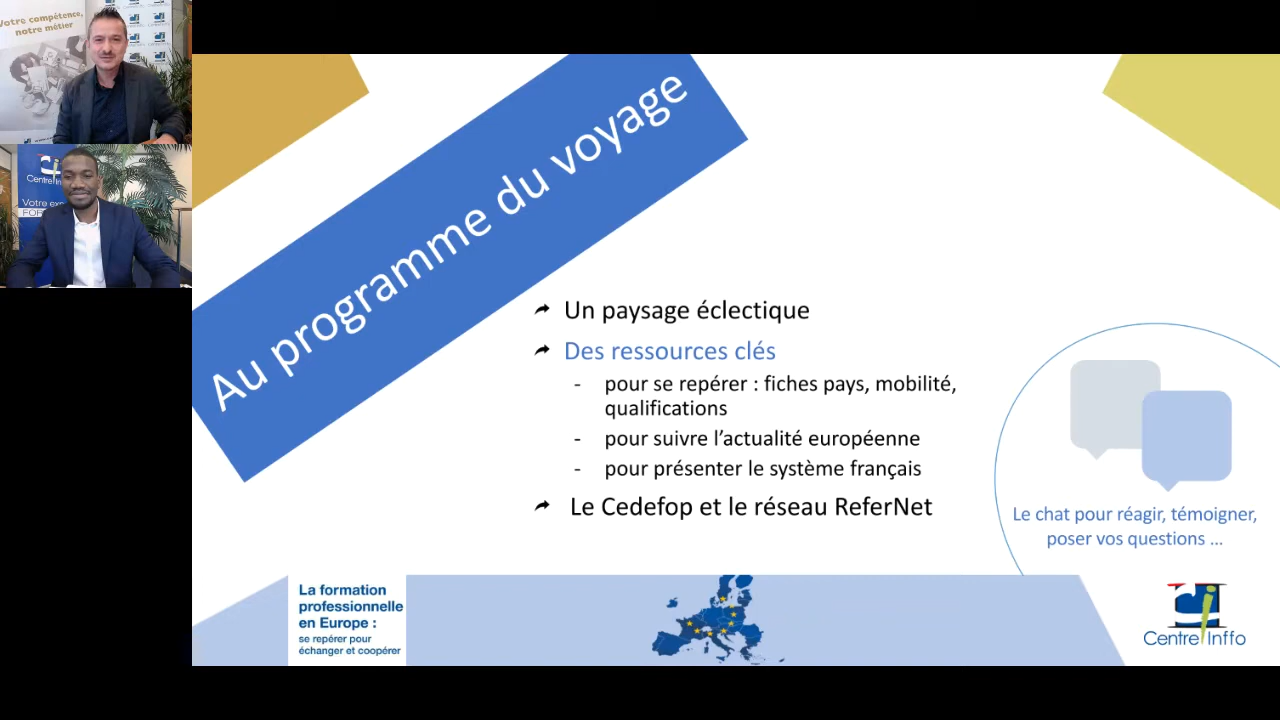 Votre compétence,
notre métier
Centre Inf
Votre ex
FOR
Au programme du voyage
Un paysage éclectique
Des ressources clés
- pour se repérer : fiches pays, mobilité,
qualifications
- pour suivre l’actualité européenne
- pour présenter le système français
Le Cedefop et le réseau ReferNet
Le chat pour réagir, témoigner,
poser vos questions ...
La formation
professionnelle
en Europe :
se repérer pour
échanger et coopérer
Centre Inffo